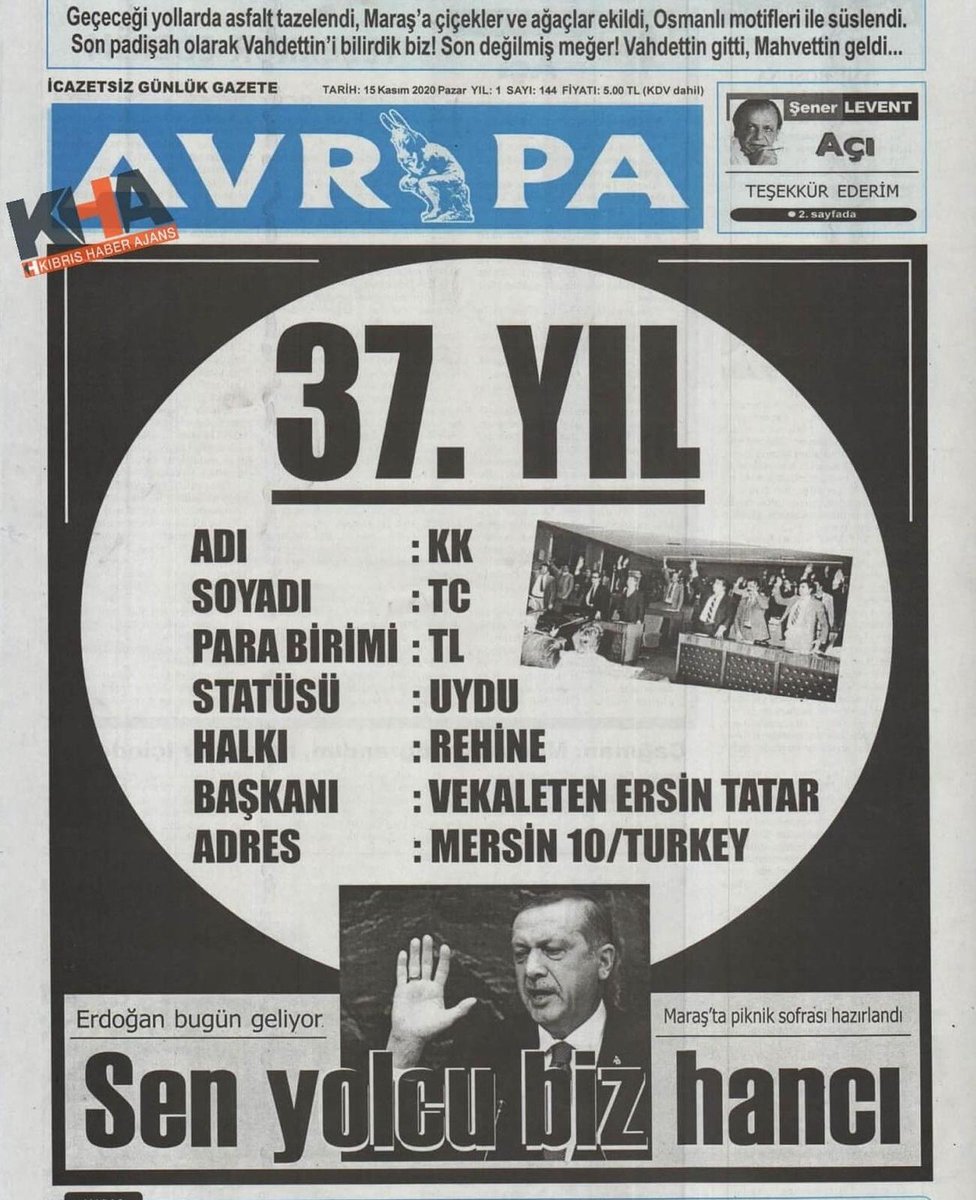 Geçeceği yollarda asfalt tazelendi, Maraş'a çiçekler ve ağaçlar ekildi, Osmanlı motifleri ile süslendi.
Son padişah olarak Vahdettin'i bilirdik biz! Son değilmiş meğer! Vahdettin gitti, Mahvettin geldi...
İCAZETSİZ GÜNLÜK GAZETE
TARİH: 15 Kasım 2020 Pazar YIL: 1 SAYI: 144 FİYATI: 5.00 TL (KDV dahil)
AVR PA
Şener LEVENT
Açı
TEŞEKKÜR EDERİM
2. sayfada
KHA
KIBRIS HABER AJANS
37. YIL
ADI : KK
SOYADI : TC
PARA BİRİMİ : TL
STATÜSÜ : UYDU
HALKI : REHİNE
BAŞKANI : VEKALETEN ERSİN TATAR
ADRES : MERSİN 10/TURKEY
Erdoğan bugün geliyor
Maraş'ta piknik sofrası hazırlandı
Sen yolcu biz hancı